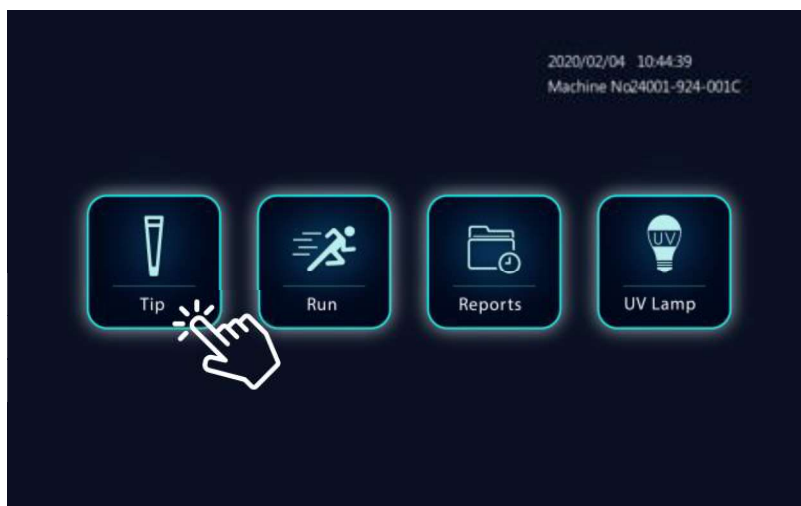 2020/02/04 10:44:39
Machine No24001-924-001C
Tip
Run
Reports
UV
UV Lamp